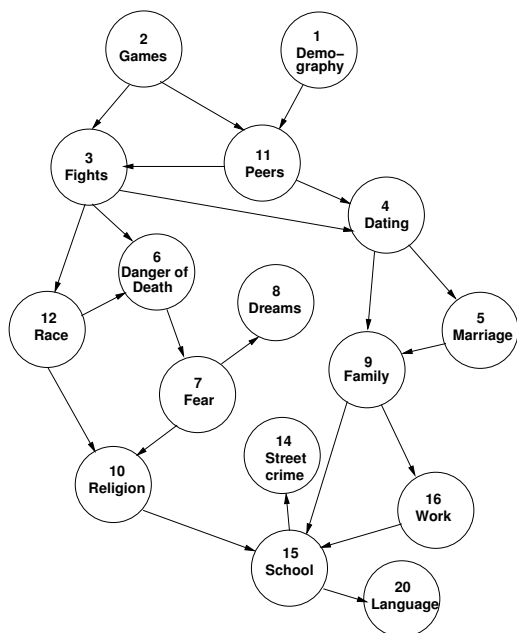 2
Games
1
Demo−
graphy
3
Fights
11
Peers
4
Dating
6
Danger of
Death
8
Dreams
12
Race
5
Marriage
9
Family
7
Fear
14
Street
crime
10
Religion
16
Work
15
School
20
Language